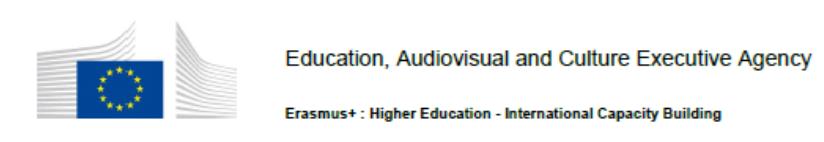 Education, Audiovisual and Culture Executive Agency
Erasmus+ : Higher Education - International Capacity Building